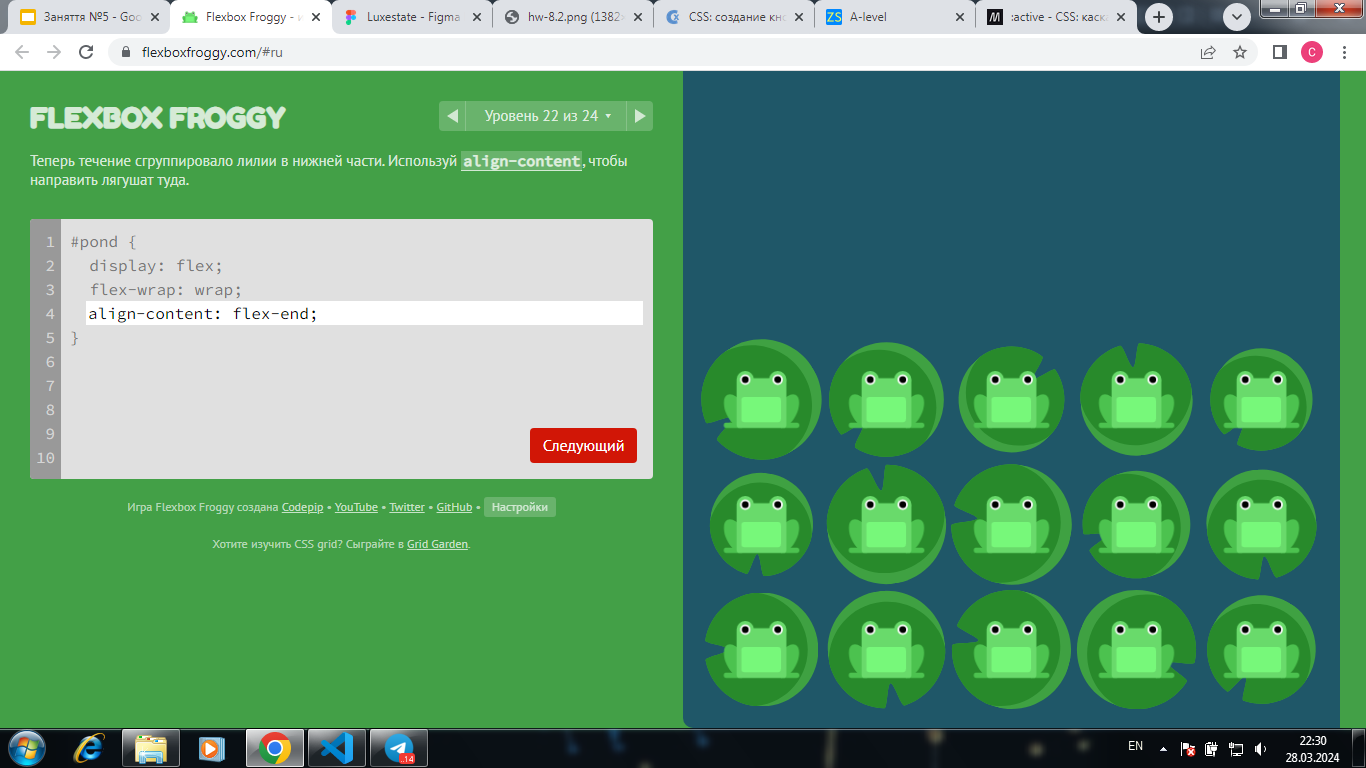 Заняття №5 - Goo
Flexbox Froggy - и
Luxestate - Figma
hw-8.2.png (1382×
CSS: создание кно
ZS
A-level
M
:active - CSS: каска
flexboxfroggy.com/#ru
C
FLEXBOX FROGGY
Уровень 22 из 24
Теперь течение сгруппировало лилии в нижней части. Используй align-content, чтобы
направить лягушат туда.
1 #pond {
2 display: flex;
3 flex-wrap: wrap;
4 align-content: flex-end;
5 }
6
7
8
9
10
Следующий
Игра Flexbox Froggy создана Codepip • YouTube • Twitter • GitHub • Настройки
Хотите изучить CSS grid? Сыграйте в Grid Garden.
14
EN
22:30
28.03.2024